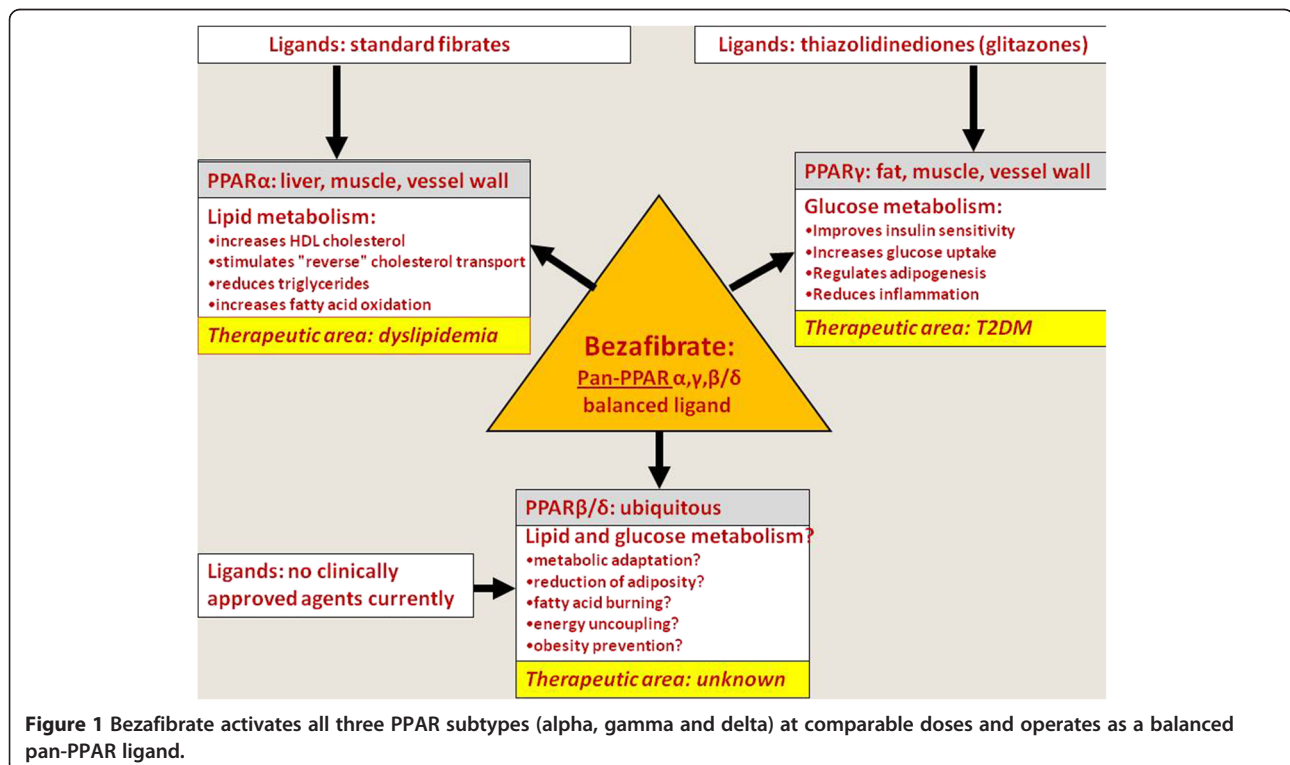 Ligands: standard fibrates
Ligands: thiazolidinediones (glitazones)
PPARα: liver, muscle, vessel wall
Lipid metabolism:
•increases HDL cholesterol
•stimulates "reverse" cholesterol transport
•reduces triglycerides
•increases fatty acid oxidation
Therapeutic area: dyslipidemia
PPARγ: fat, muscle, vessel wall
Glucose metabolism:
•Improves insulin sensitivity
•Increases glucose uptake
•Regulates adipogenesis
•Reduces inflammation
Therapeutic area: T2DM
Bezafibrate:
Pan-PPAR α,γ,β/δ
balanced ligand
PPARβ/δ: ubiquitous
Lipid and glucose metabolism?
•metabolic adaptation?
•reduction of adiposity?
•fatty acid burning?
•energy uncoupling?
•obesity prevention?
Therapeutic area: unknown
Ligands: no clinically
approved agents currently
Figure 1 Bezafibrate activates all three PPAR subtypes (alpha, gamma and delta) at comparable doses and operates as a balanced
pan-PPAR ligand.